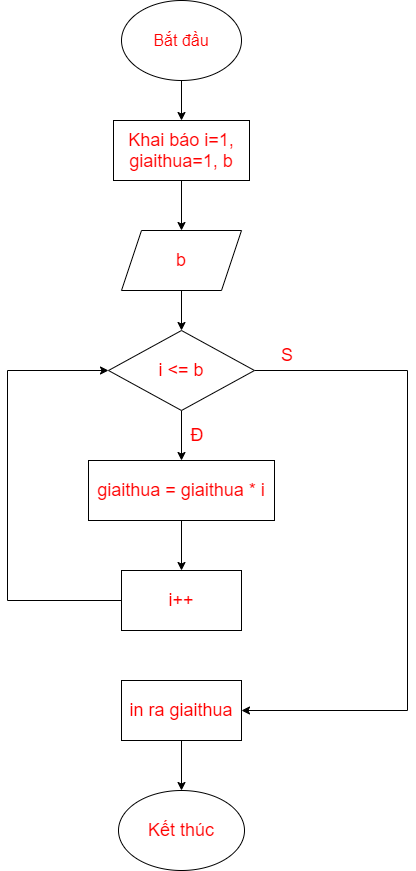 Bắt đầu
Khai báo i=1,
giaithua=1, b
b
i <= b
S
Đ
giaithua = giaithua * i
i++
in ra giaithua
Kết thúc